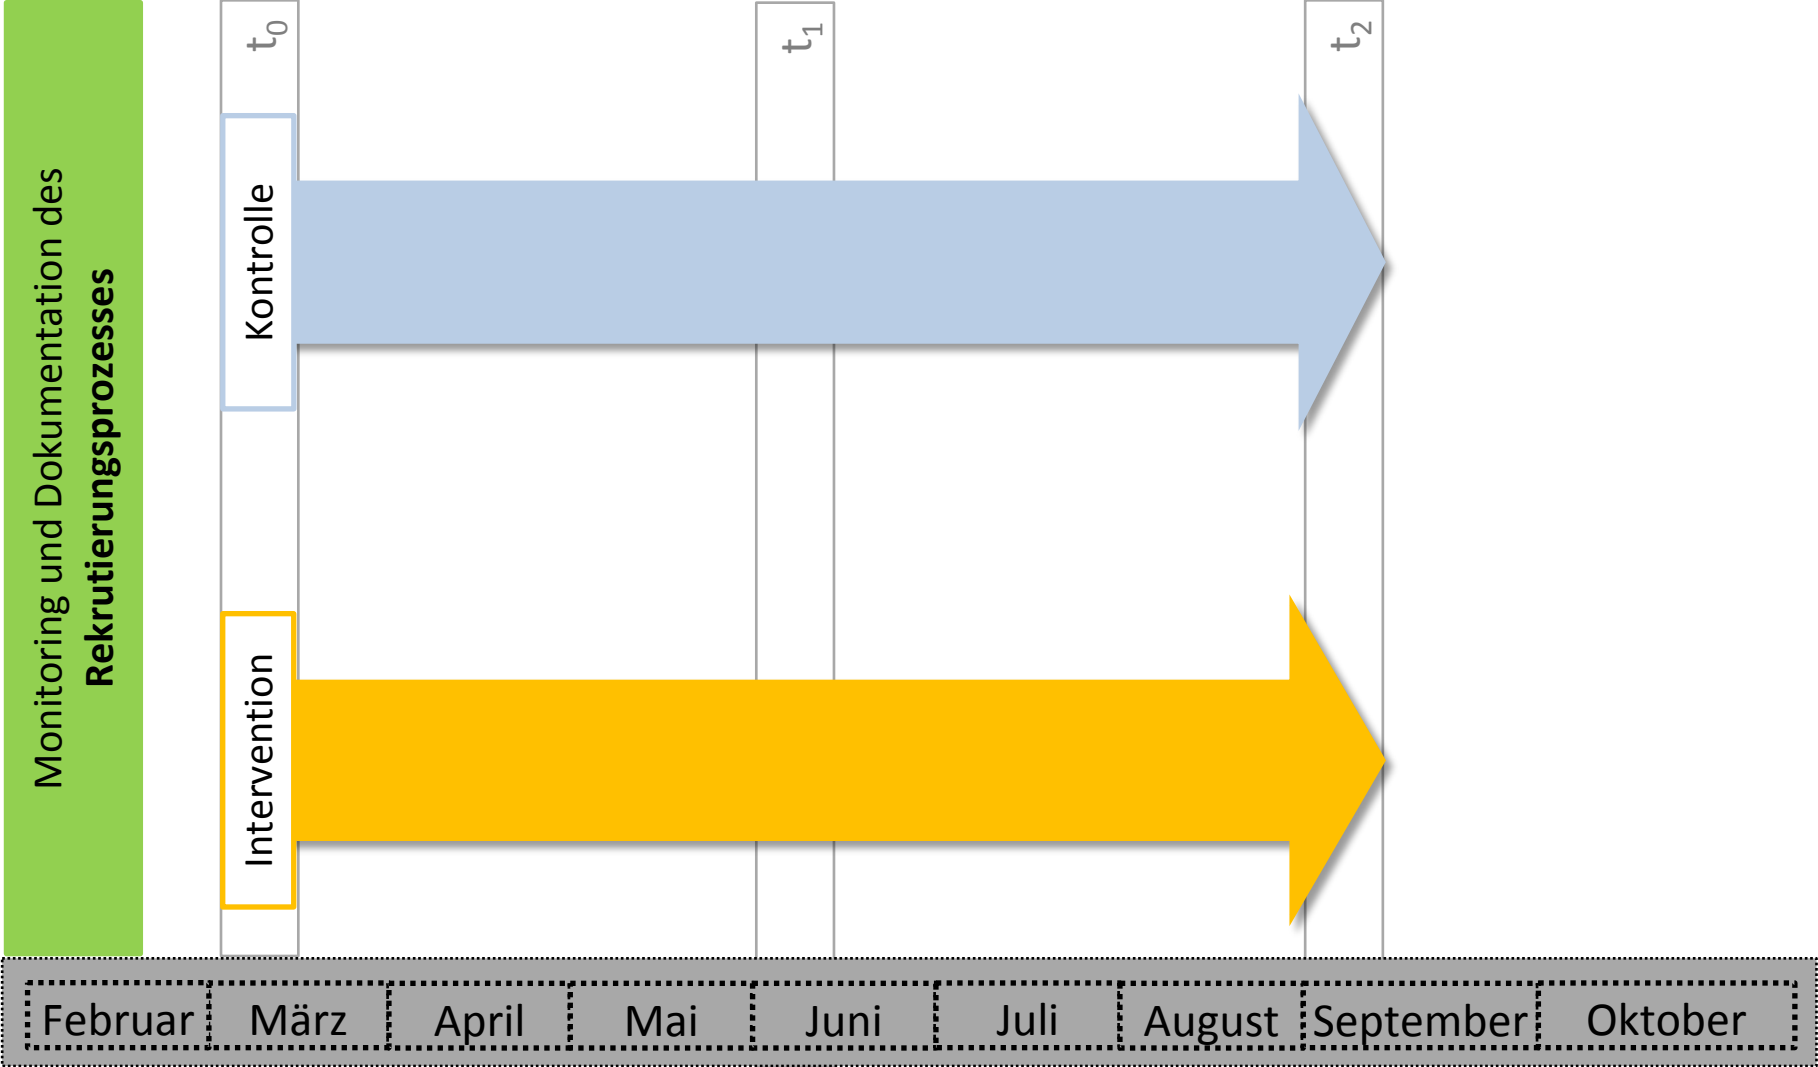 Monitoring und Dokumentation des
Rekrutierungsprozesses
t0
t1
t2
Kontrolle
Intervention
Februar
März
April
Mai
Juni
Juli
August
September
Oktober